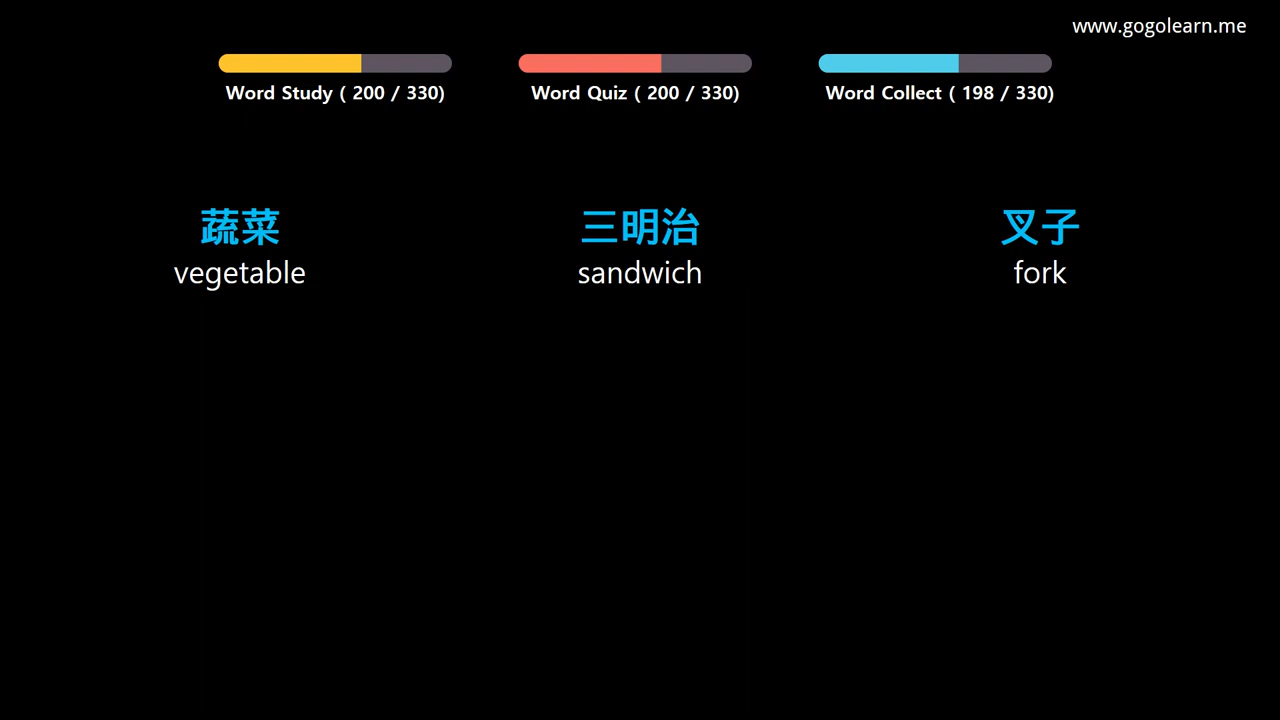 www.gogolearn.me
Word Study ( 200 / 330)
Word Quiz ( 200 / 330)
Word Collect ( 198 / 330)
蔬菜
vegetable
三明治
sandwich
叉子
fork